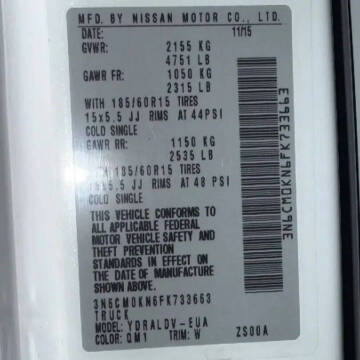 MFD. BY NISSAN MOTOR CO., LTD.
DATE: 11/15
GVWR: 2155 KG
4751 LB
GAWR FR: 1050 KG
2315 LB
WITH 185/60R15 TIRES
15x5.5 JJ RIMS AT 44PSI
COLD SINGLE
GAWR RR: 1150 KG
2535 LB
185/60R15 TIRES
5.5 JJ RIMS AT 48 PSI
COLD SINGLE
THIS VEHICLE CONFORMS TO
ALL APPLICABLE FEDERAL
MOTOR VEHICLE SAFETY AND
THEFT PREVENTION
STANDARDS IN EFFECT ON
THE DATE OF MANUFACTURE
SHOWN ABOVE.
3N6CM0KN6FK733663
TRUCK
MODEL: YDRALDV-EUA
COLOR: QM1 TRIM: W ZS00A
3N6CM0KN6FK733663